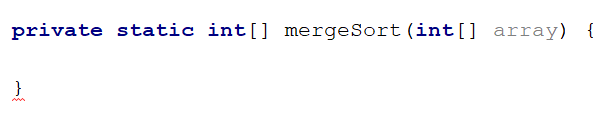 private static int[] mergeSort(int[] array) {
}